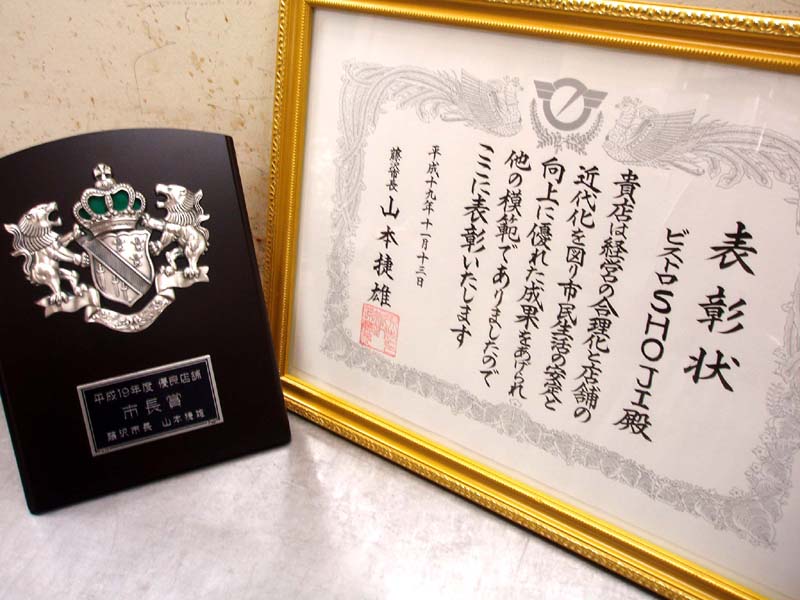 表彰状
ビストロSHOJI殿
貴店は経営の合理化と店舗の
近代化を図り市民生活の安定と
向上に優れた成果をあげられ
他の模範でありましたので
ここに表彰いたします
平成十九年十一月十三日
藤沢市長 山本捷雄
平成19年度 優良店舗
市長賞
藤沢市長 山本捷雄